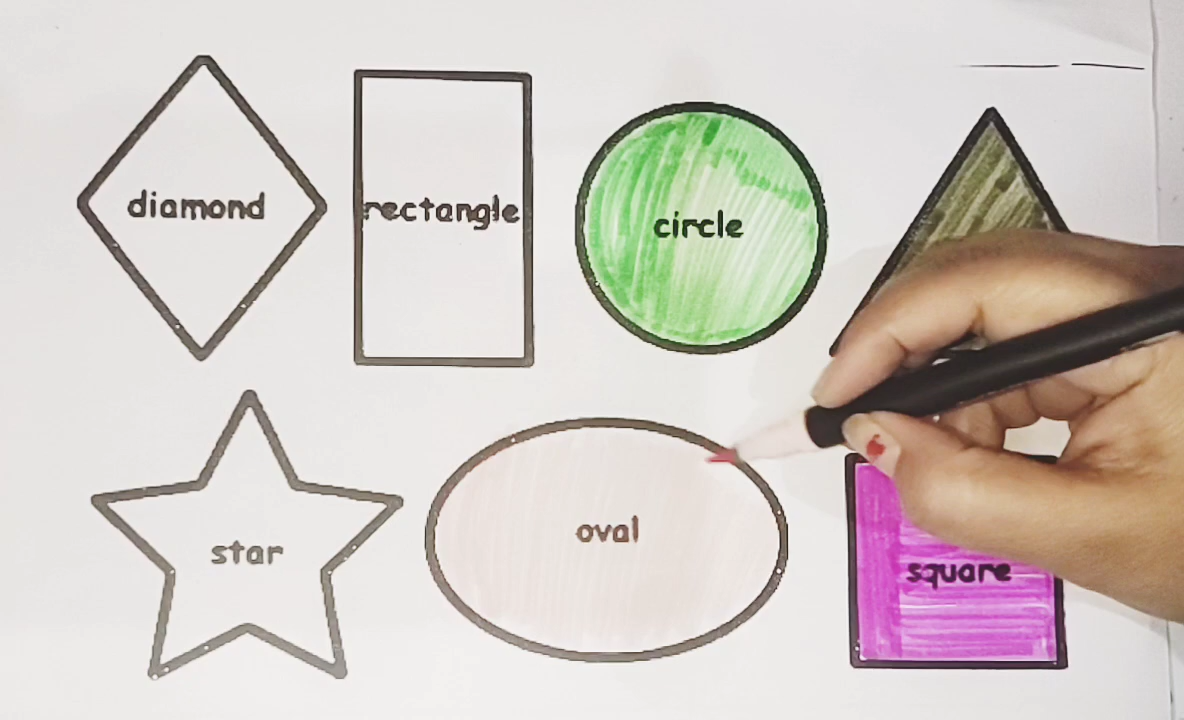 diamond
rectangle
circle
star
oval
square